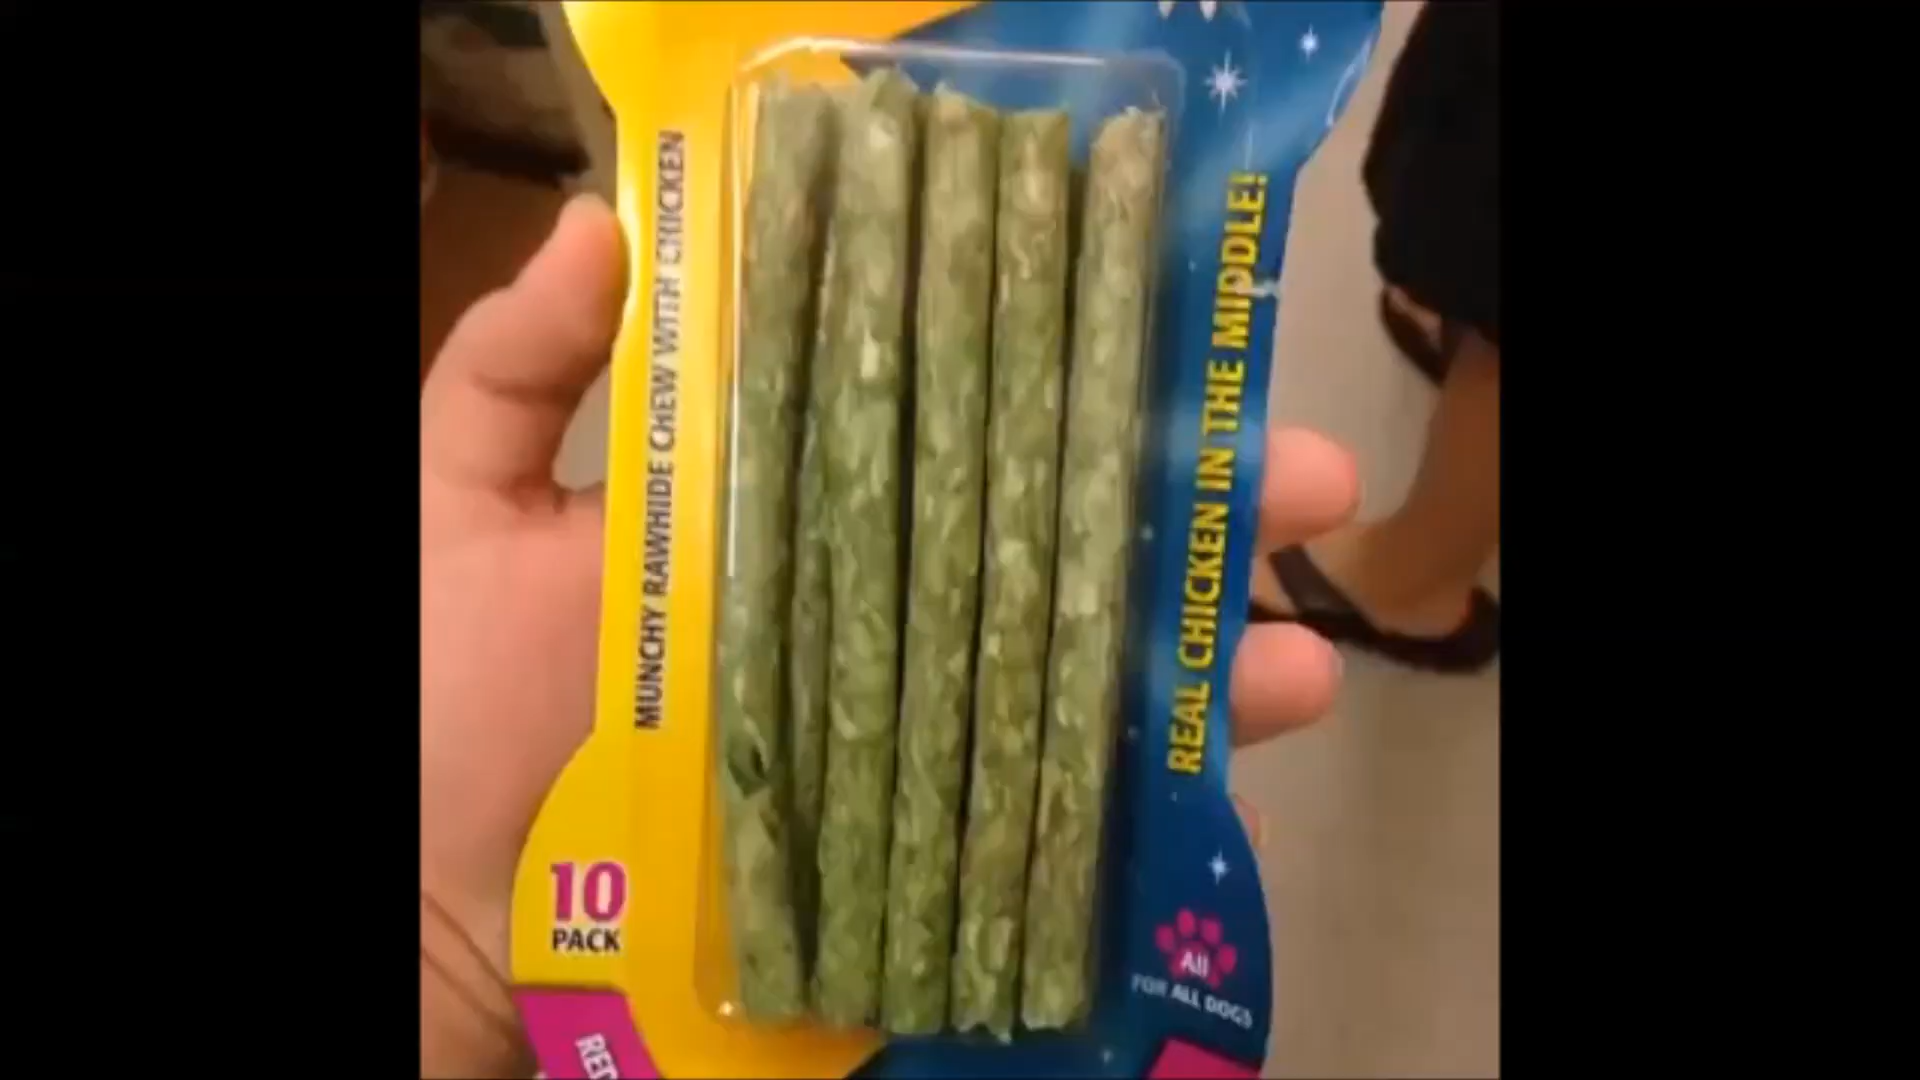 MUNCHY RAWHIDE CHEW WITH CHICKEN
REAL CHICKEN IN THE MIDDLE!
10
PACK
All
FOR ALL DOGS